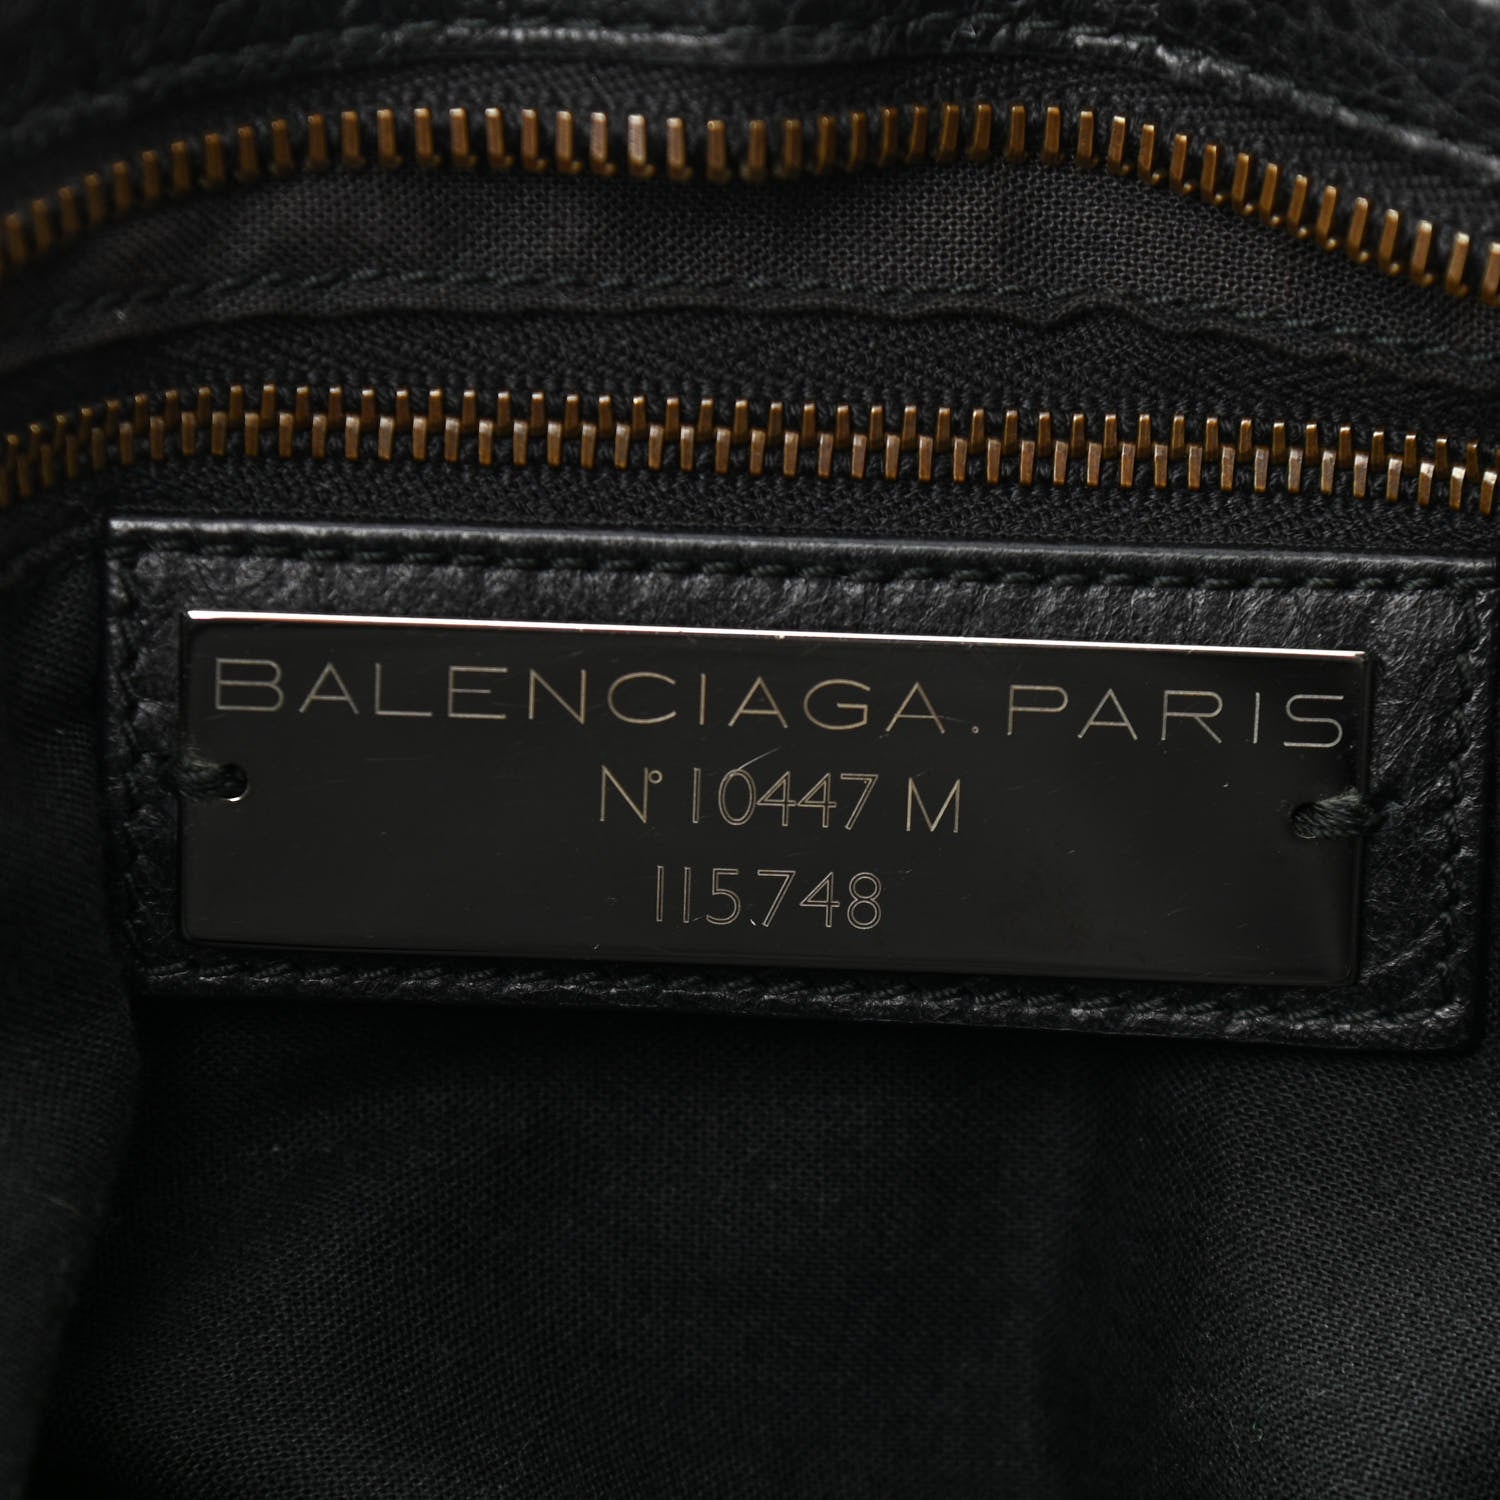 BALENCIAGA.PARIS
N° 10447 M
115748